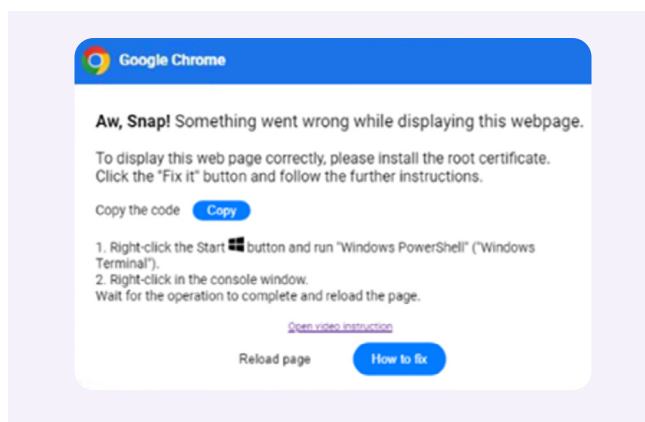 Google Chrome
Aw, Snap! Something went wrong while displaying this webpage.
To display this web page correctly, please install the root certificate.
Click the "Fix it" button and follow the further instructions.
Copy the code Copy
1. Right-click the Start button and run "Windows PowerShell" ("Windows
Terminal").
2. Right-click in the console window.
Wait for the operation to complete and reload the page.
Open video instruction
Reload page How to fix